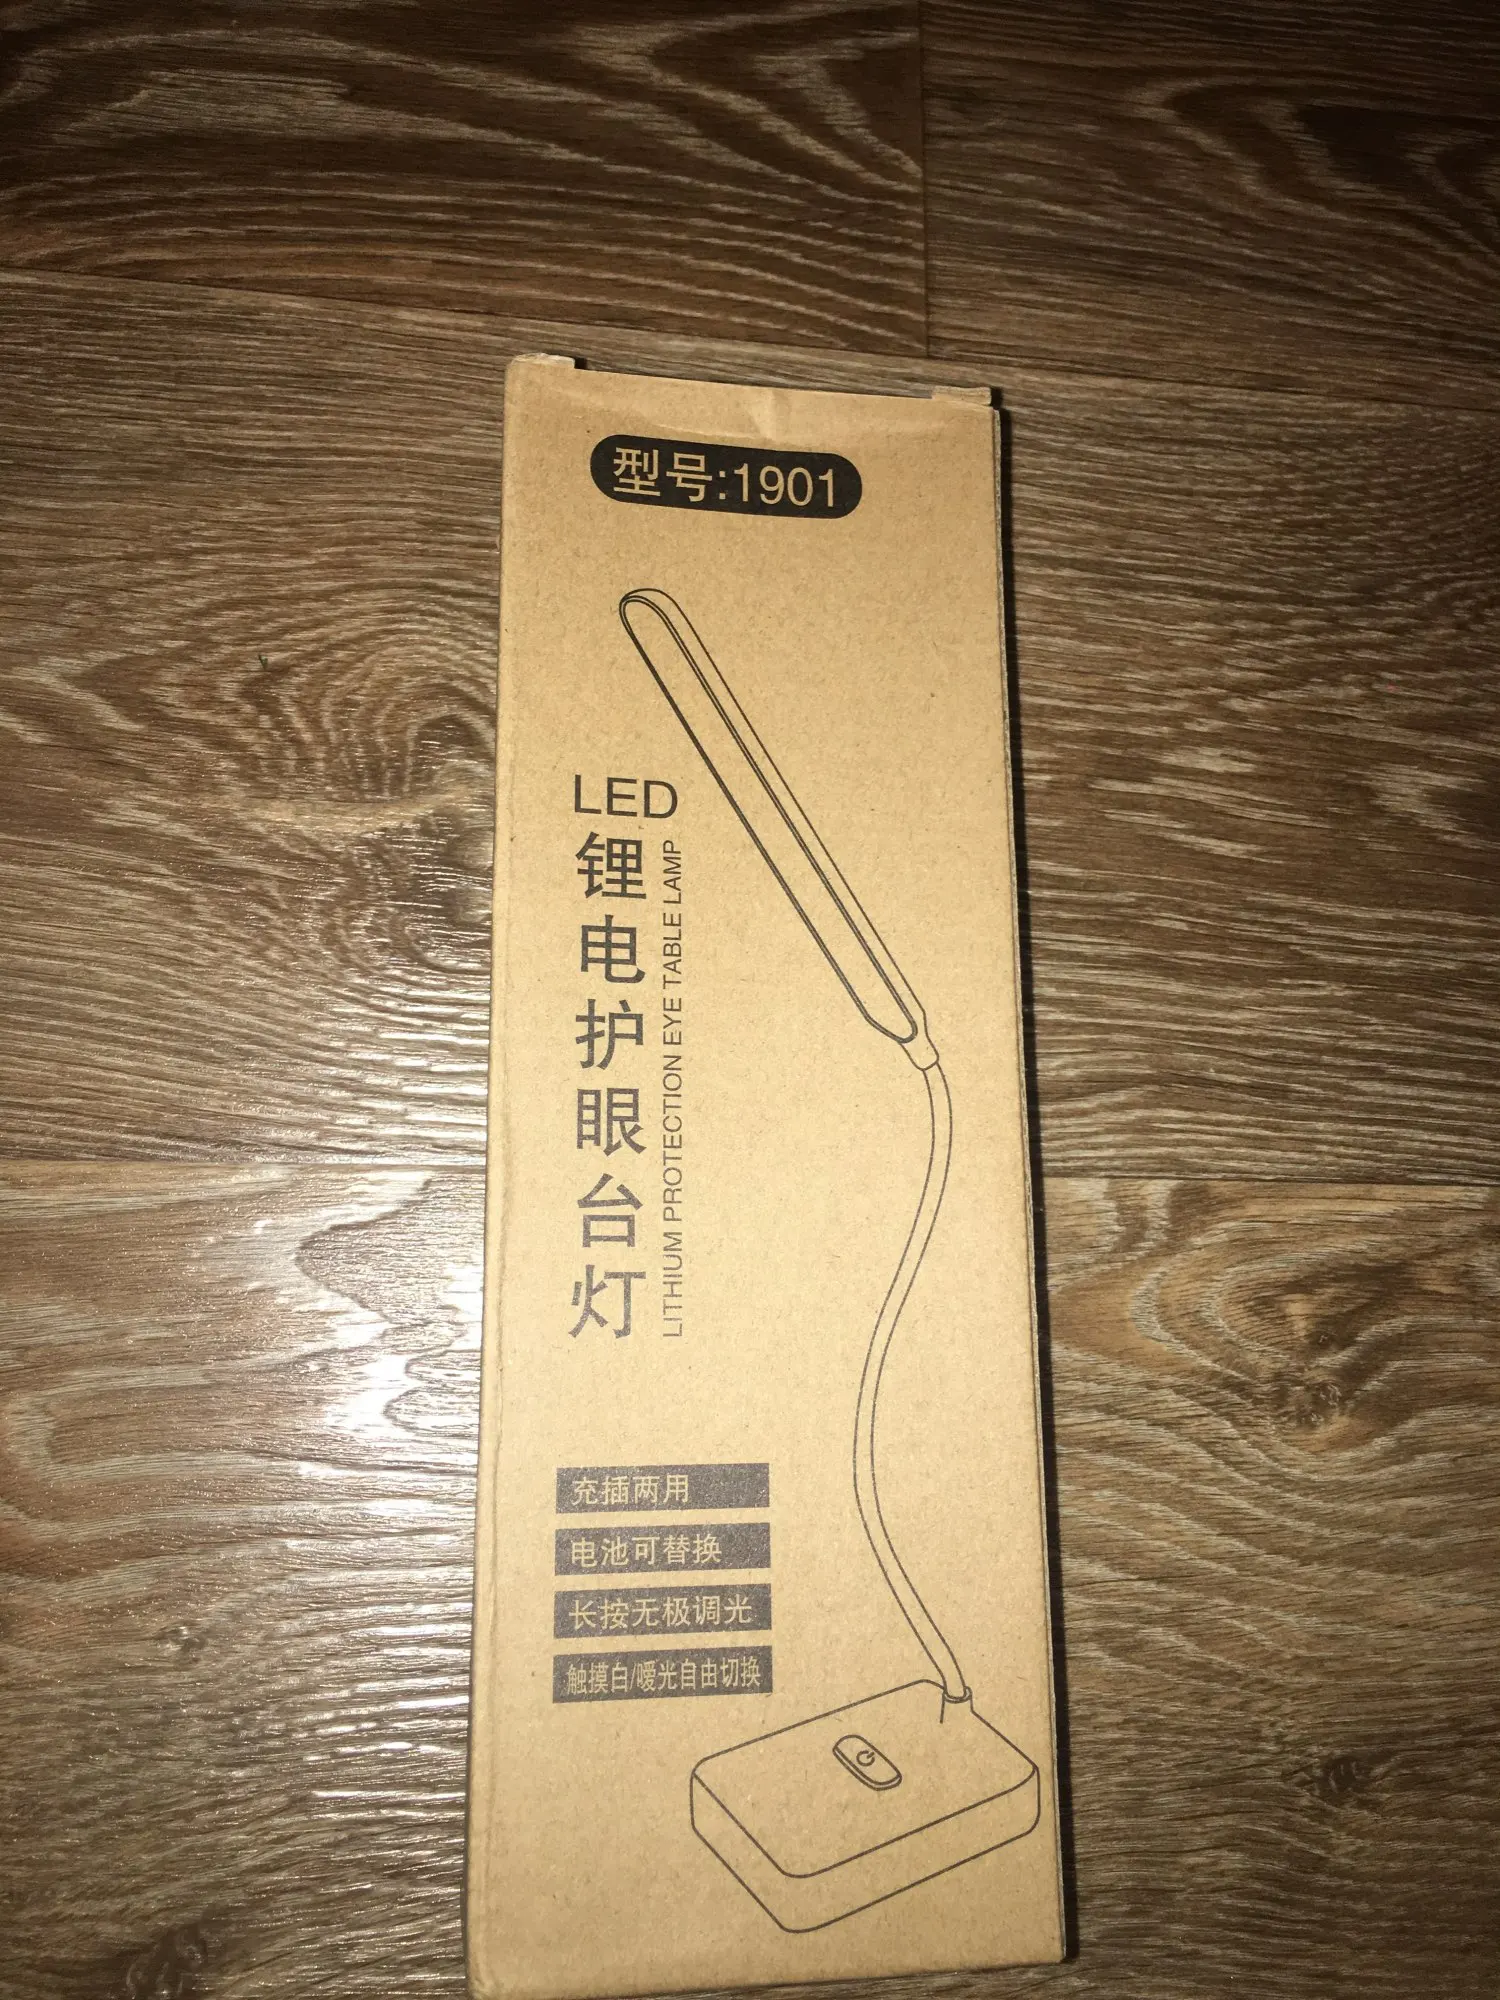 型号:1901
LED
锂电护眼台灯
LITHIUM PROTECTION EYE TABLE LAMP
充插两用
电池可替换
长按无极调光
触摸白/暖光自由切换